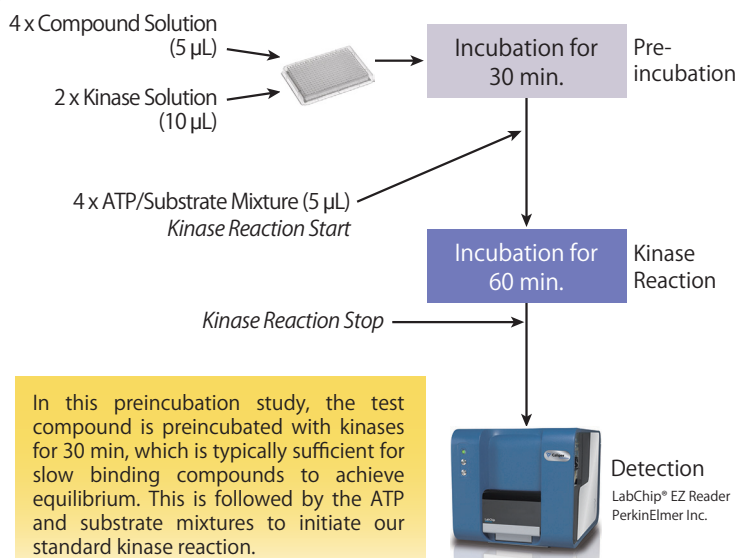 4 x Compound Solution
(5 µL)
2 x Kinase Solution
(10 µL)
Incubation for
30 min.
Pre-
incubation
4 x ATP/Substrate Mixture (5 µL)
Kinase Reaction Start
Incubation for
60 min.
Kinase
Reaction
Kinase Reaction Stop
In this preincubation study, the test
compound is preincubated with kinases
for 30 min, which is typically sufficient for
slow binding compounds to achieve
equilibrium. This is followed by the ATP
and substrate mixtures to initiate our
standard kinase reaction.
Detection
LabChip® EZ Reader
PerkinElmer Inc.